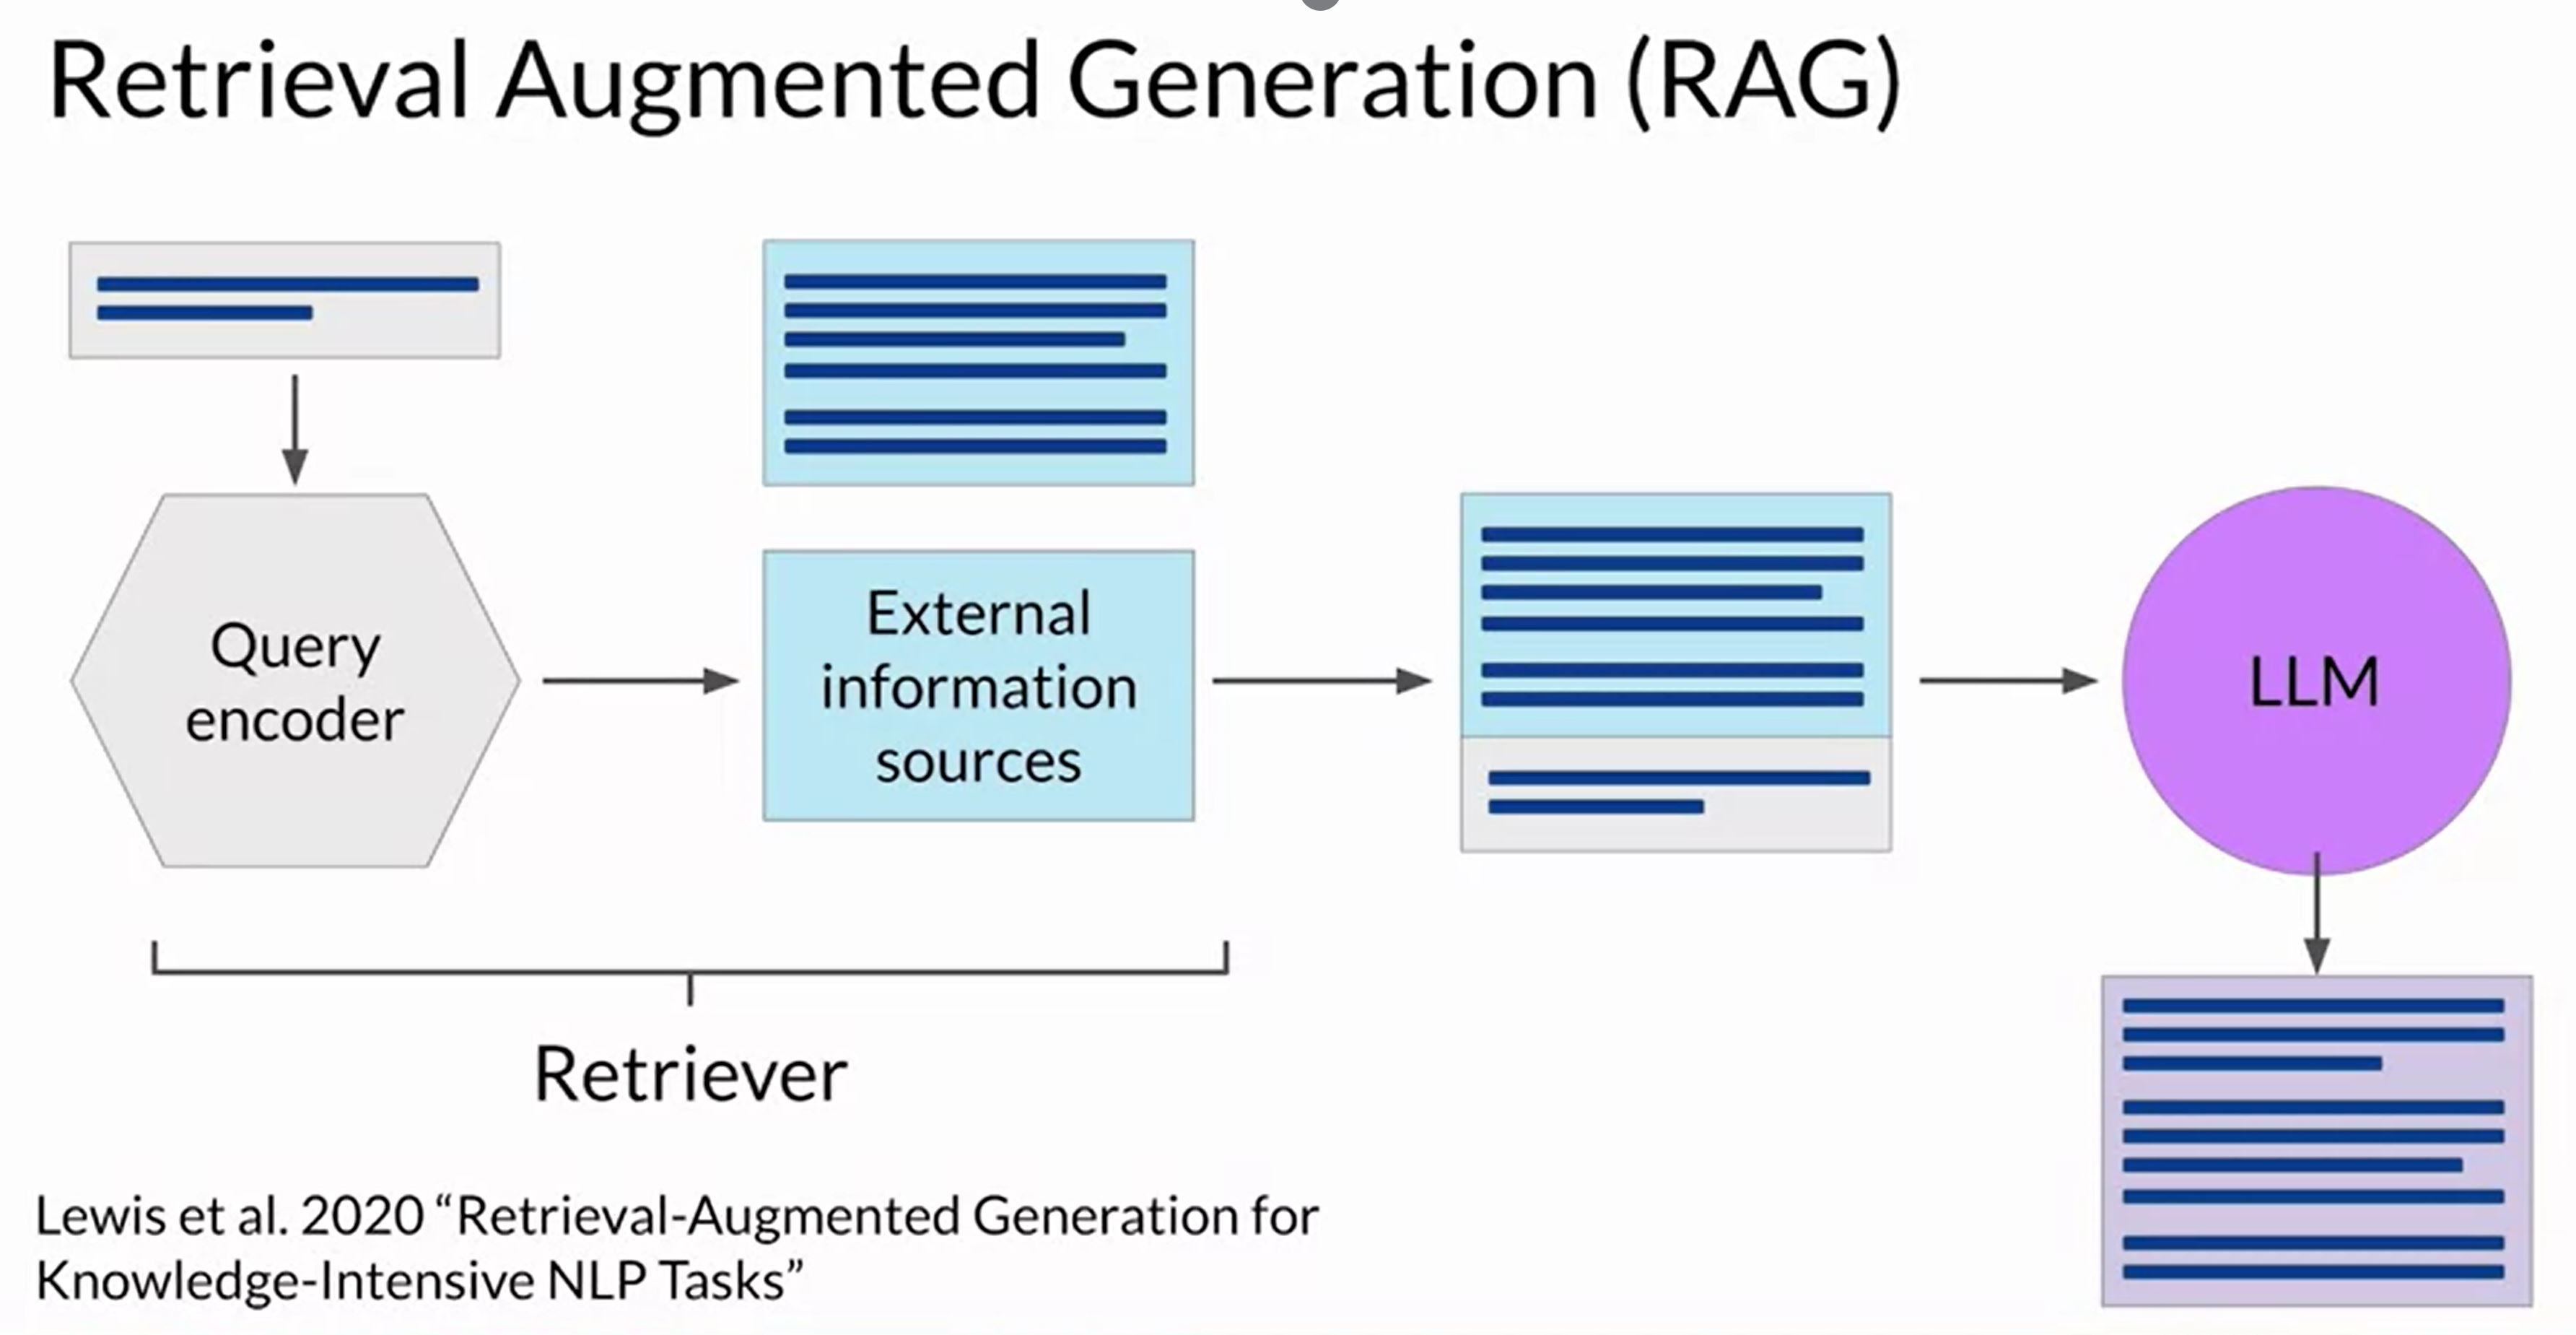 Retrieval Augmented Generation (RAG)
Query
encoder
External
information
sources
LLM
Retriever
Lewis et al. 2020 “Retrieval-Augmented Generation for
Knowledge-Intensive NLP Tasks”